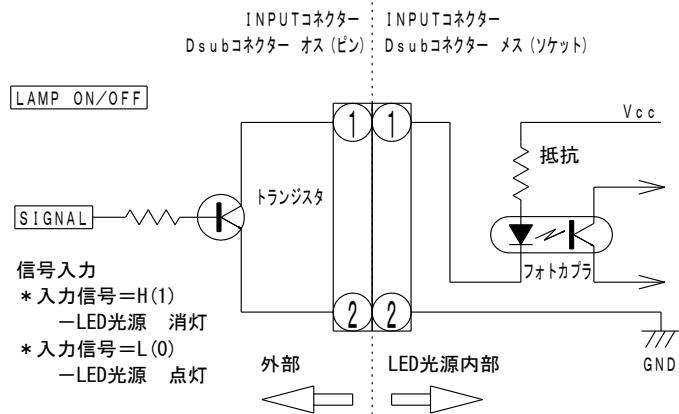 INPUTコネクター
Dsubコネクター オス(ピン)
INPUTコネクター
Dsubコネクター メス(ソケット)
LAMP ON/OFF
1
1
Vcc
抵抗
トランジスタ
SIGNAL
フォトカプラ
信号入力
*入力信号=H(1)
ーLED光源 消灯
*入力信号=L(0)
ーLED光源 点灯
2
2
GND
外部
LED光源内部